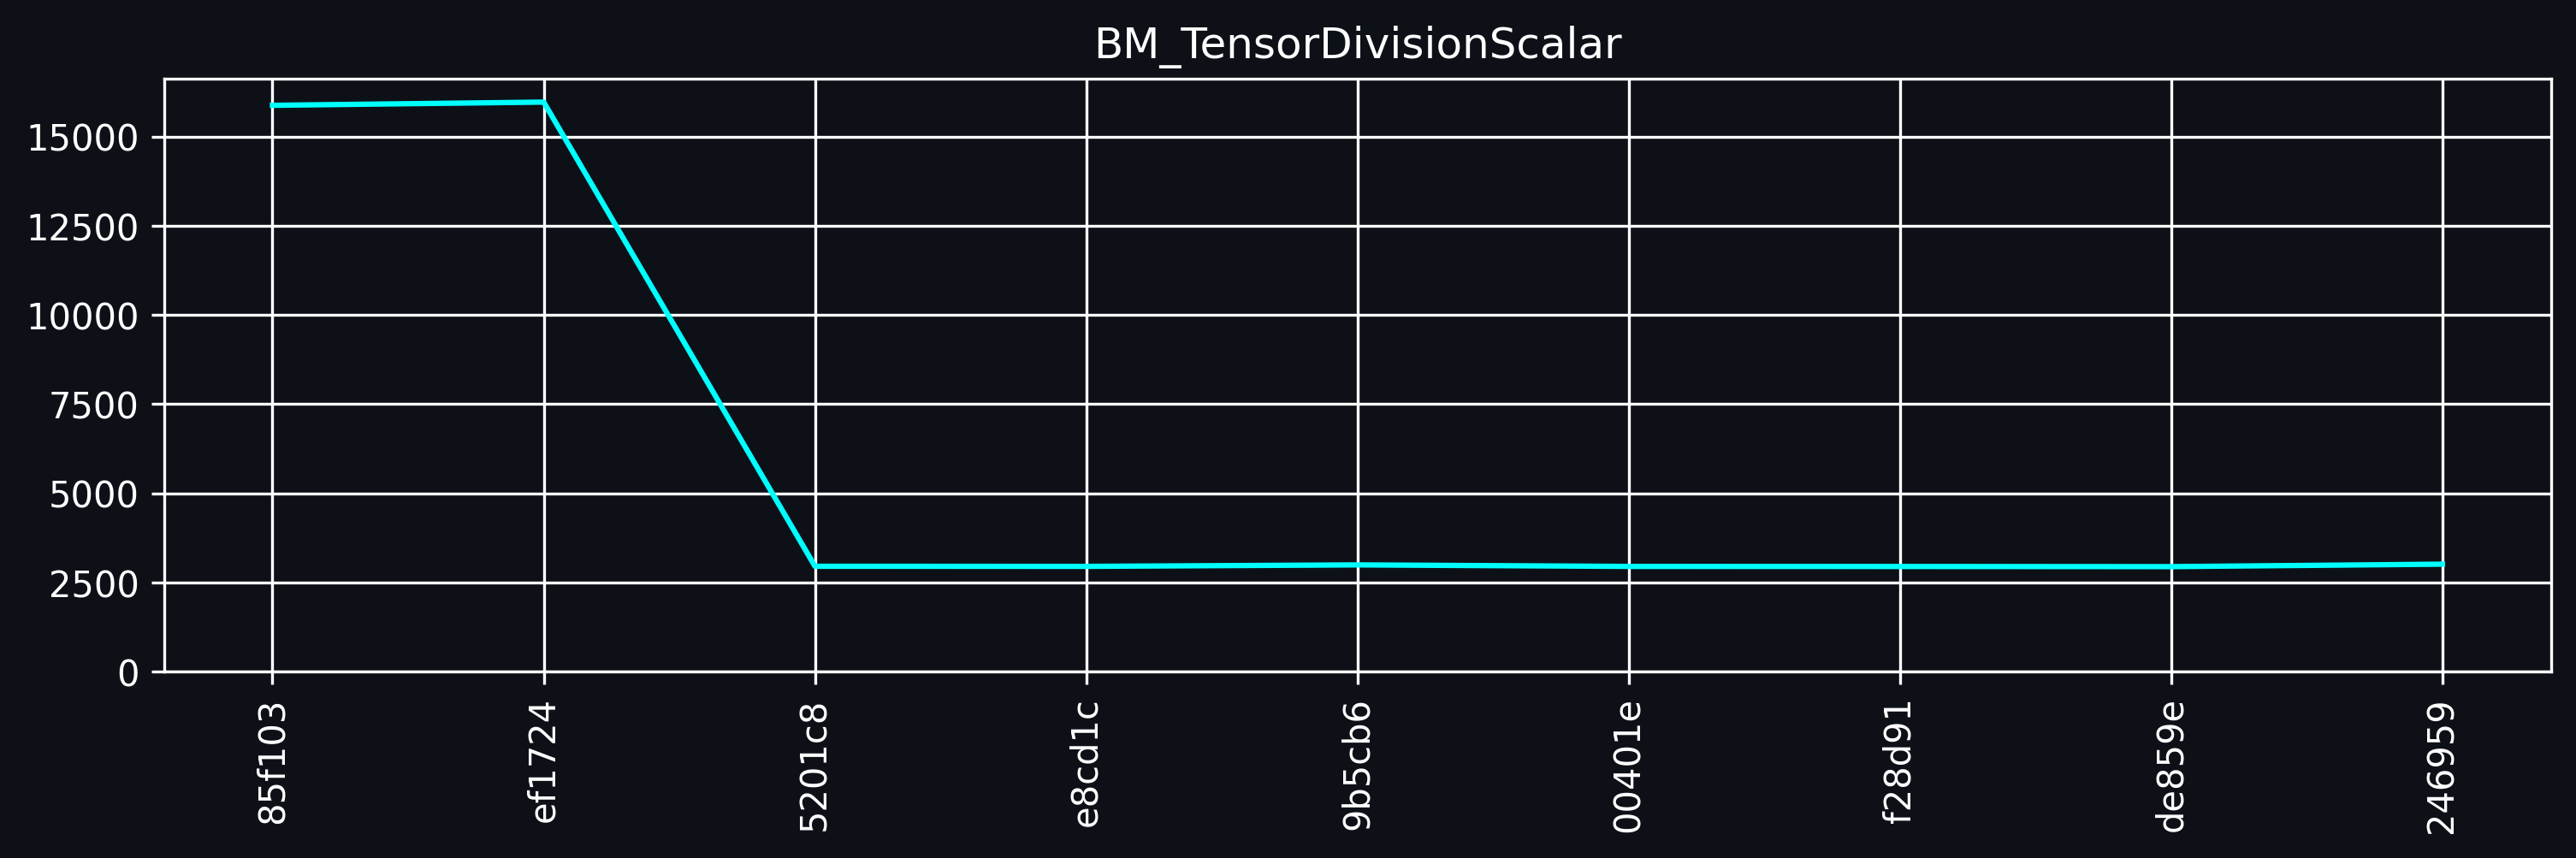 BM_TensorDivisionScalar
15000
12500
10000
7500
5000
2500
0
85f103
ef1724
5201c8
e8cd1c
9b5cb6
00401e
f28d91
de859e
246959